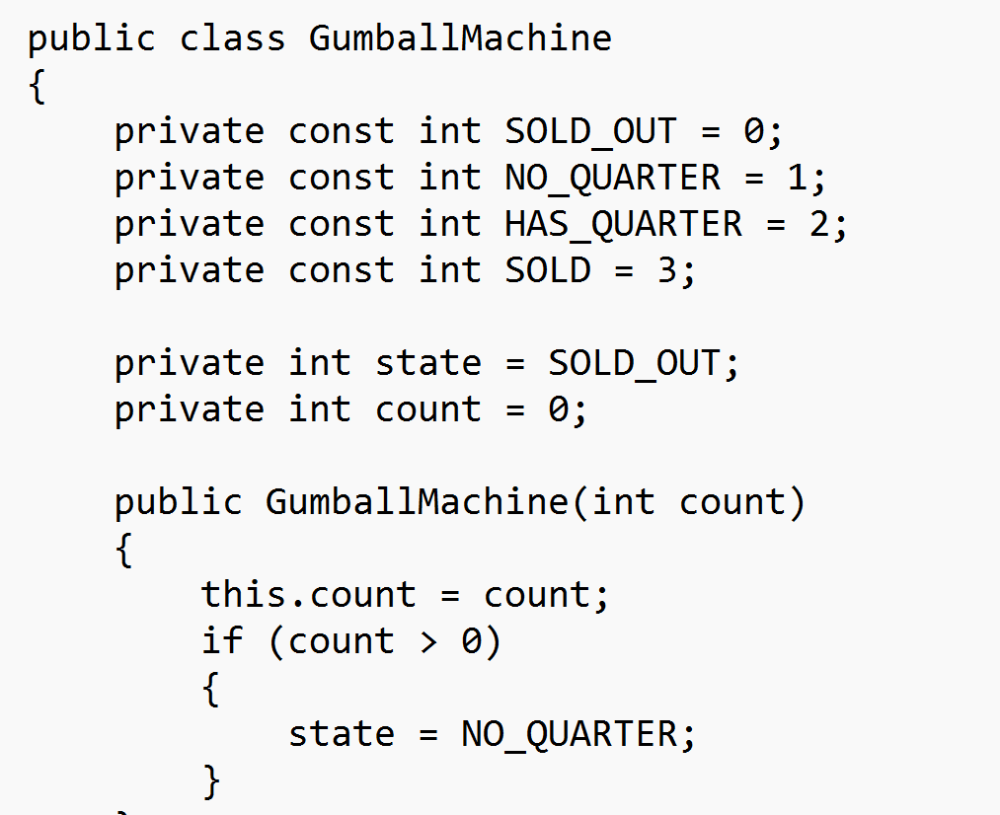 public class GumballMachine
{
    private const int SOLD_OUT = 0;
    private const int NO_QUARTER = 1;
    private const int HAS_QUARTER = 2;
    private const int SOLD = 3;

    private int state = SOLD_OUT;
    private int count = 0;

    public GumballMachine(int count)
    {
        this.count = count;
        if (count > 0)
        {
            state = NO_QUARTER;
        }